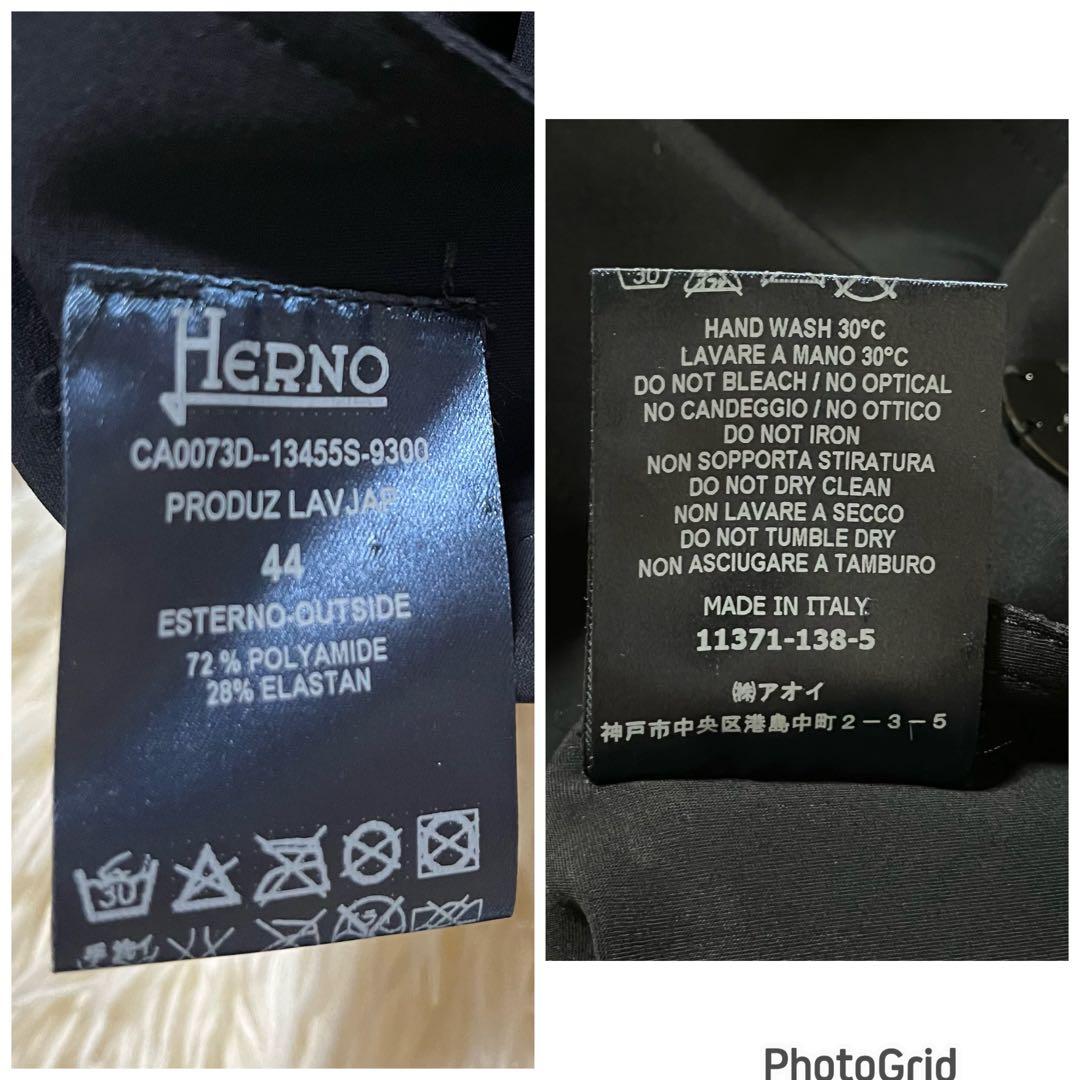 HERNO
CA0073D--13455S-9300
PRODUZ LAVJAP
44
ESTERNO-OUTSIDE
72 % POLYAMIDE
28% ELASTAN
30
30
HAND WASH 30°C
LAVARE A MANO 30°C
DO NOT BLEACH / NO OPTICAL
NO CANDEGGIO / NO OTTICO
DO NOT IRON
NON SOPPORTA STIRATURA
DO NOT DRY CLEAN
NON LAVARE A SECCO
DO NOT TUMBLE DRY
NON ASCIUGARE A TAMBURO
MADE IN ITALY
11371-138-5
㈱アオイ
神戸市中央区港島中町2-3-5
PhotoGrid